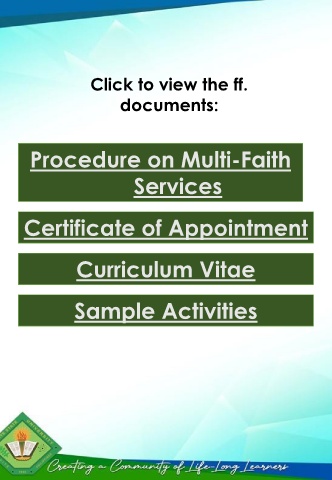 Click to view the ff.
documents:
Procedure on Multi-Faith
Services
Certificate of Appointment
Curriculum Vitae
Sample Activities
Creating a Community of Life-Long Learners